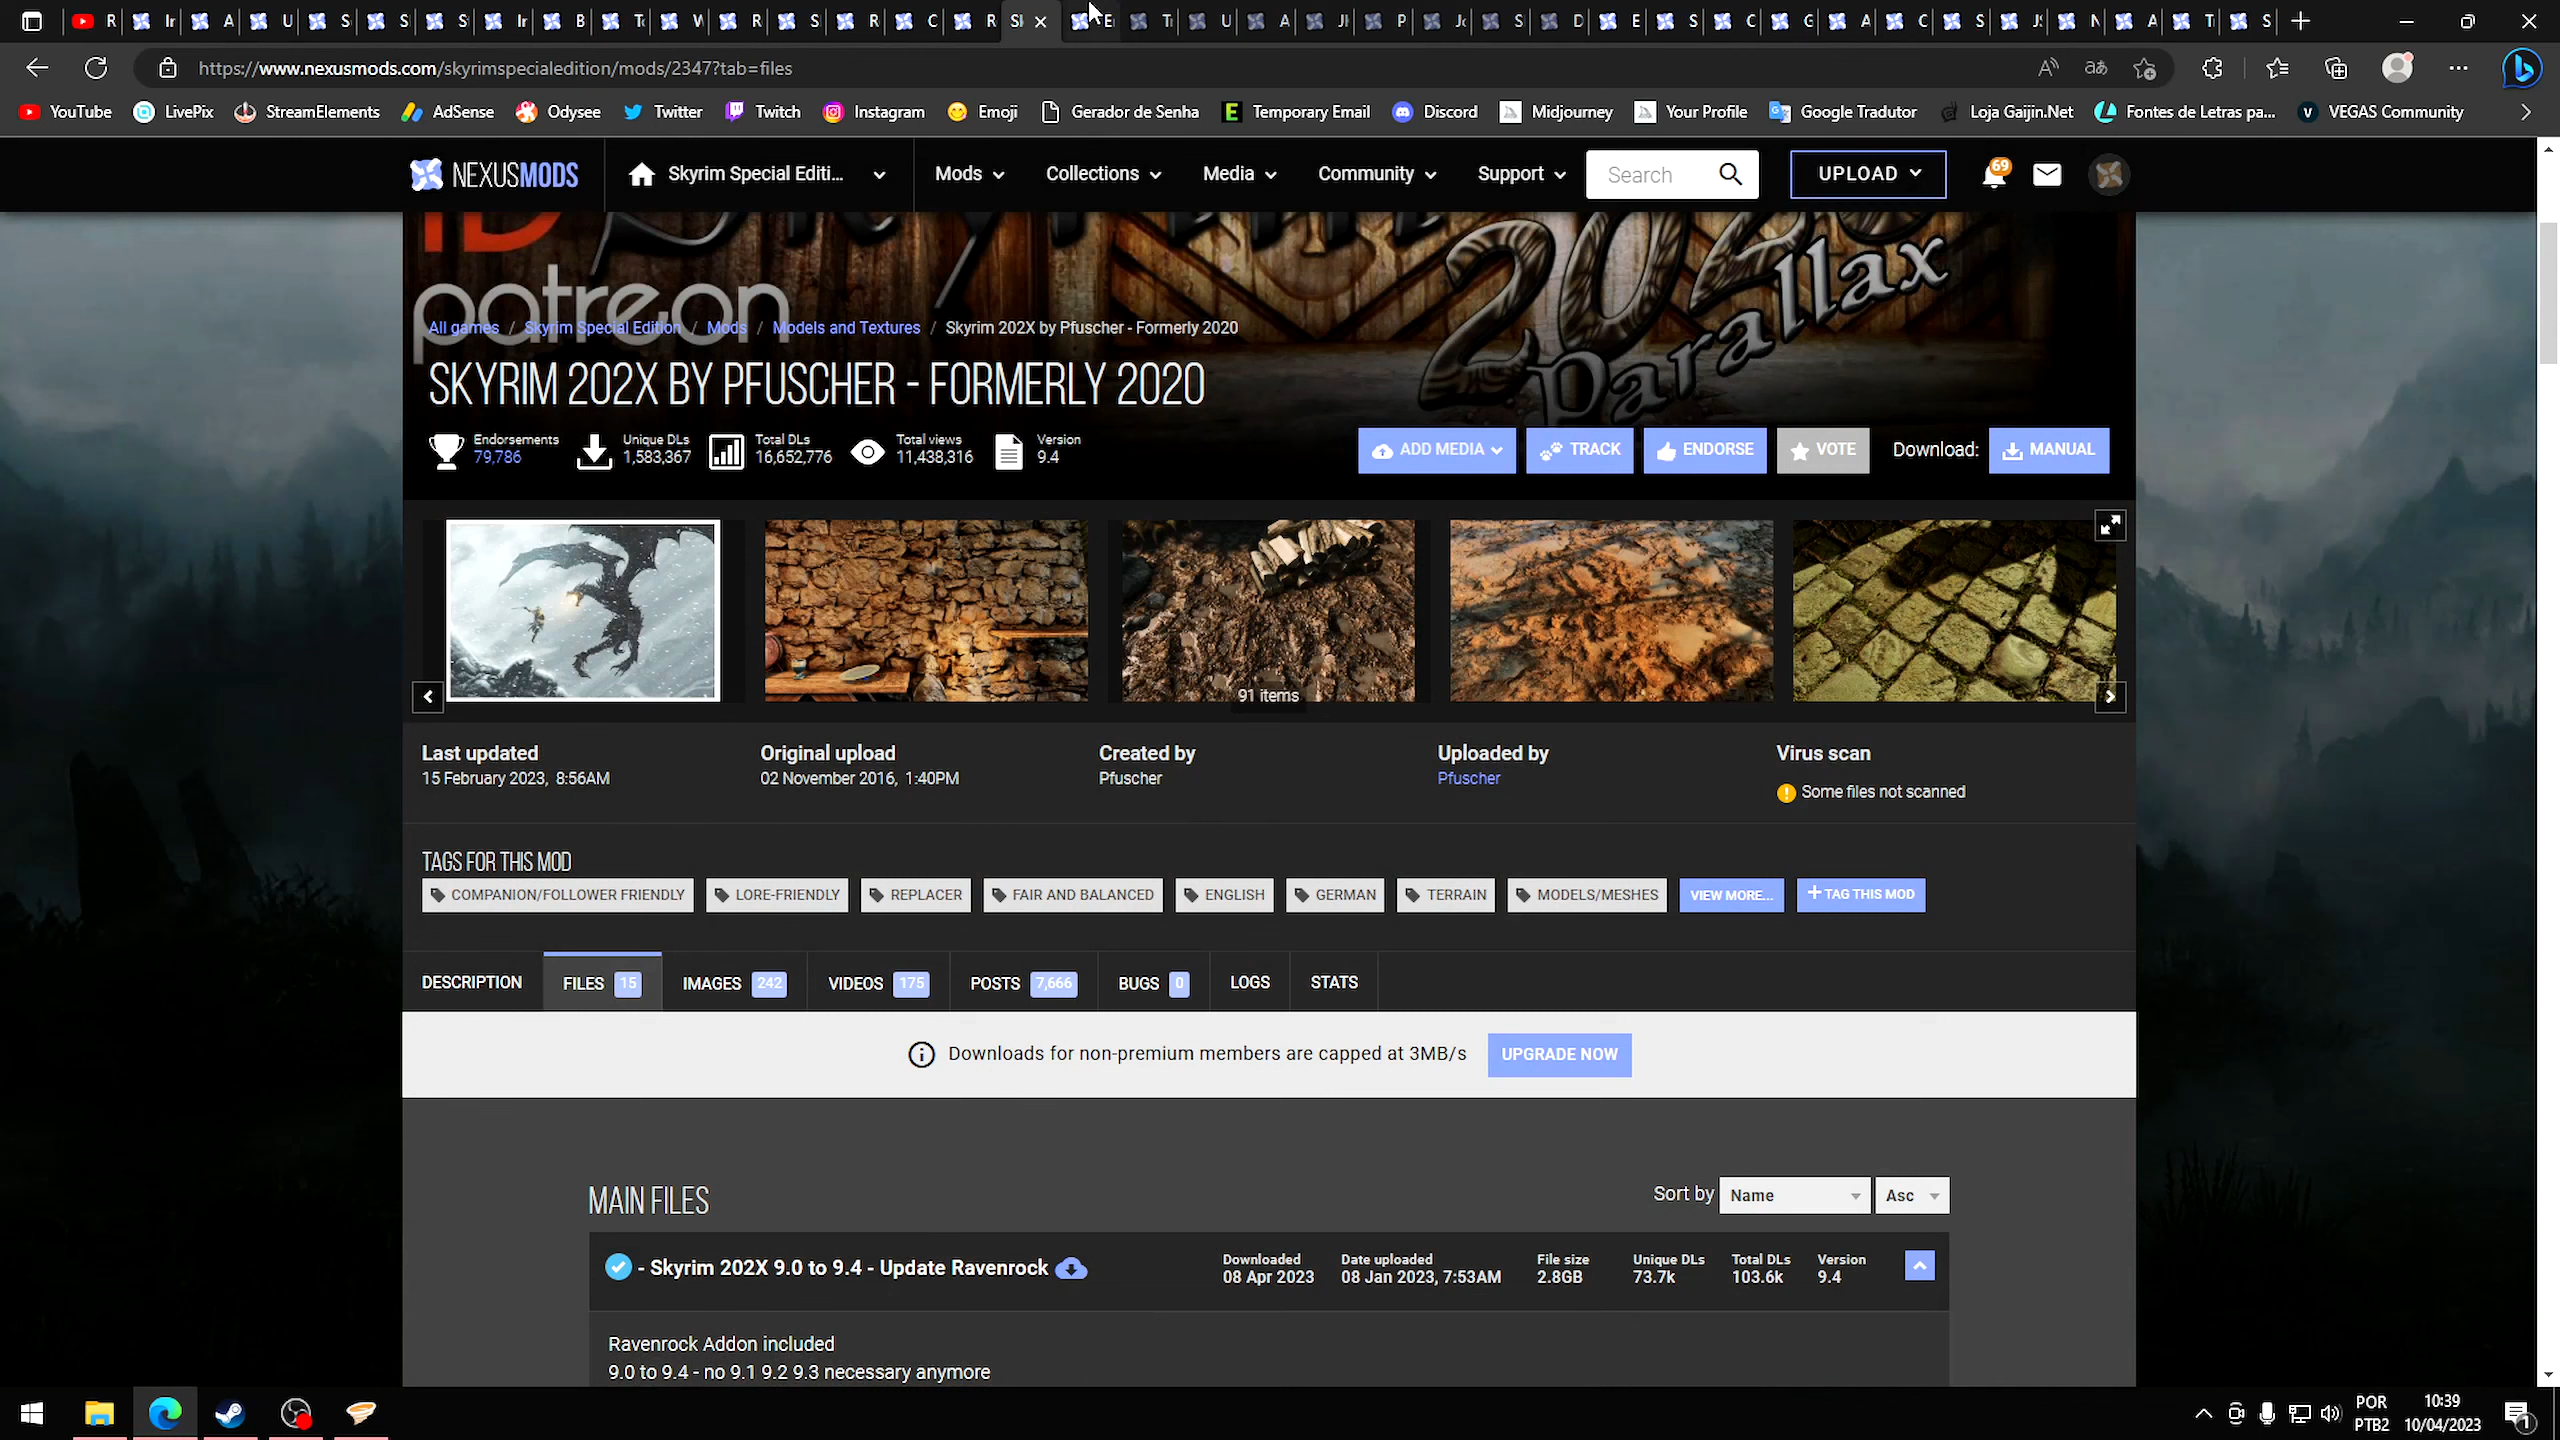 R
Ir
A
U
S
S
S
Ir
B
To
W
R
S
R
C
R
Sk
E
Tr
U
A
Jh
P
Jc
S
D
E
S
C
G
A
C
S
JS
N
A
Ti
S
https://www.nexusmods.com/skyrimspecialedition/mods/2347?tab=files
YouTube LivePix StreamElements AdSense Odysee Twitter Twitch Instagram Emoji Gerador de Senha Temporary Email Discord Midjourney Your Profile Google Tradutor Loja Gaijin.Net Fontes de Letras pa... VEGAS Community
NEXUSMODS Skyrim Special Editi... Mods Collections Media Community Support Search UPLOAD 69
patreon
Parallax
All games / Skyrim Special Edition / Mods / Models and Textures / Skyrim 202X by Pfuscher - Formerly 2020
SKYRIM 202X BY PFUSCHER - FORMERLY 2020
Endorsements Unique DLs Total DLs Total views Version
79,786 1,583,367 16,652,776 11,438,316 9.4
ADD MEDIA TRACK ENDORSE VOTE Download: MANUAL
91 items
Last updated Original upload Created by Uploaded by Virus scan
15 February 2023, 8:56AM 02 November 2016, 1:40PM Pfuscher Pfuscher Some files not scanned
TAGS FOR THIS MOD
COMPANION/FOLLOWER FRIENDLY LORE-FRIENDLY REPLACER FAIR AND BALANCED ENGLISH GERMAN TERRAIN MODELS/MESHES VIEW MORE... + TAG THIS MOD
DESCRIPTION FILES 15 IMAGES 242 VIDEOS 175 POSTS 7,666 BUGS 0 LOGS STATS
Downloads for non-premium members are capped at 3MB/s UPGRADE NOW
MAIN FILES Sort by Name Asc
- Skyrim 202X 9.0 to 9.4 - Update Ravenrock
Downloaded Date uploaded File size Unique DLs Total DLs Version
08 Apr 2023 08 Jan 2023, 7:53AM 2.8GB 73.7k 103.6k 9.4
Ravenrock Addon included
9.0 to 9.4 - no 9.1 9.2 9.3 necessary anymore
POR 10:39
PTB2 10/04/2023 1